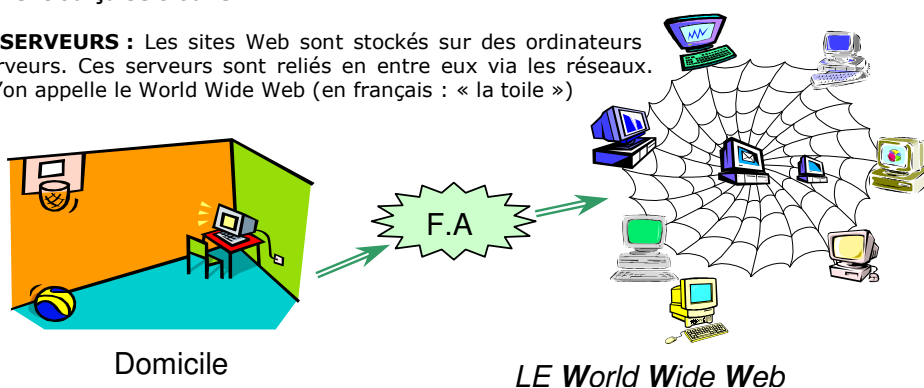 SERVEURS : Les sites Web sont stockés sur des ordinateurs
rveurs. Ces serveurs sont reliés en entre eux via les réseaux.
'on appelle le World Wide Web (en français : « la toile »)
F.A
Domicile
LE World Wide Web